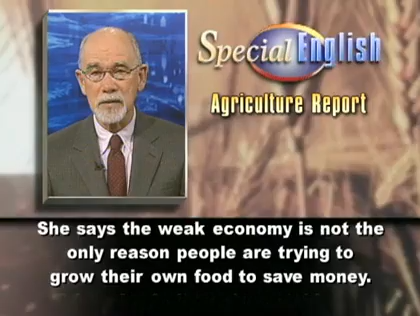 Special English
Agriculture Report
She says the weak economy is not the
only reason people are trying to
grow their own food to save money.